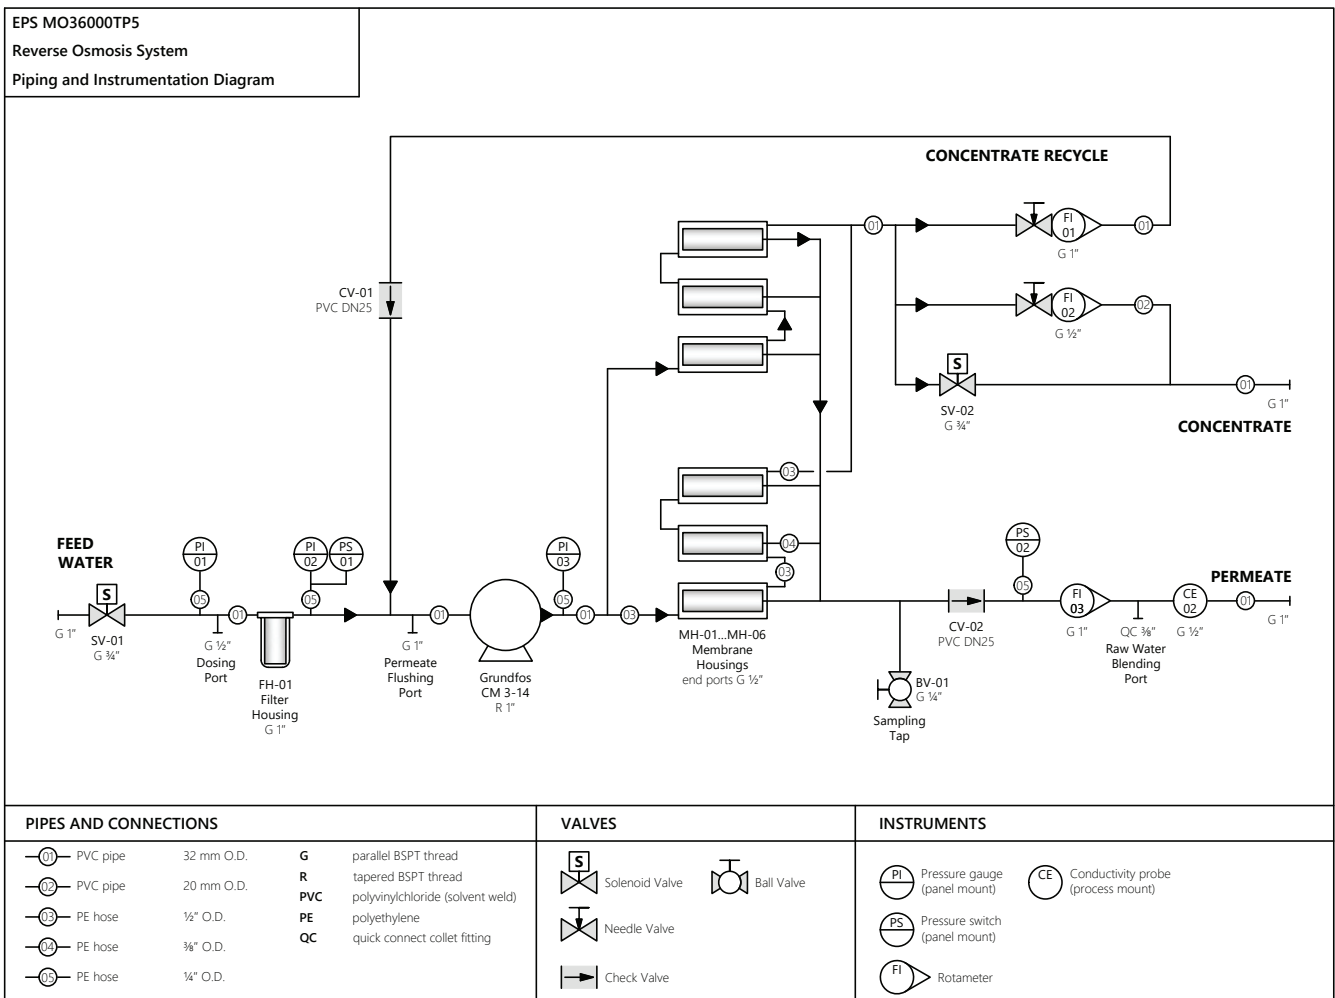 EPS MO36000TP5
Reverse Osmosis System
Piping and Instrumentation Diagram
CONCENTRATE RECYCLE
01
FI
01
01
G 1"
CV-01
PVC DN25
FI
02
02
G ½"
S
SV-02
G ¾"
01
G 1"
CONCENTRATE
03
04
03
FEED
WATER
S
G 1"
SV-01
G ¾"
PI
01
05
01
G ½"
Dosing
Port
PI
02
PS
01
05
FH-01
Filter
Housing
G 1"
01
G 1"
Permeate
Flushing
Port
Grundfos
CM 3-14
R 1"
PI
03
05
01
03
MH-01...MH-06
Membrane
Housings
end ports G ½"
BV-01
G ¼"
Sampling
Tap
CV-02
PVC DN25
PS
02
05
FI
03
G 1"
QC ⅜"
Raw Water
Blending
Port
CE
02
G ½"
PERMEATE
01
G 1"
PIPES AND CONNECTIONS
01 PVC pipe 32 mm O.D.
02 PVC pipe 20 mm O.D.
03 PE hose ½" O.D.
04 PE hose ⅜" O.D.
05 PE hose ¼" O.D.
G parallel BSPT thread
R tapered BSPT thread
PVC polyvinylchloride (solvent weld)
PE polyethylene
QC quick connect collet fitting
VALVES
S
Solenoid Valve
Ball Valve
Needle Valve
Check Valve
INSTRUMENTS
PI
Pressure gauge
(panel mount)
CE
Conductivity probe
(process mount)
PS
Pressure switch
(panel mount)
FI
Rotameter